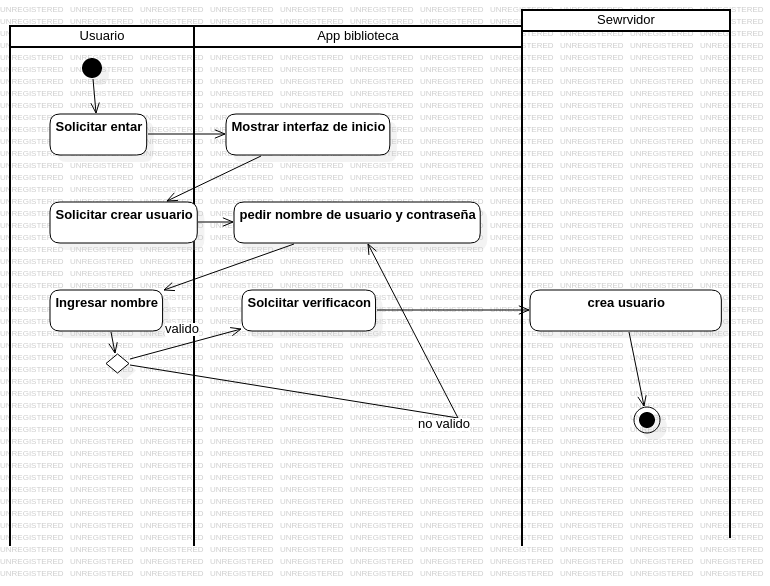 Sewrvidor
Usuario
App biblioteca
Solicitar entar
Mostrar interfaz de inicio
Solicitar crear usuario
pedir nombre de usuario y contraseña
Ingresar nombre
Solciitar verificacon
crea usuario
valido
no valido
UNREGISTERED